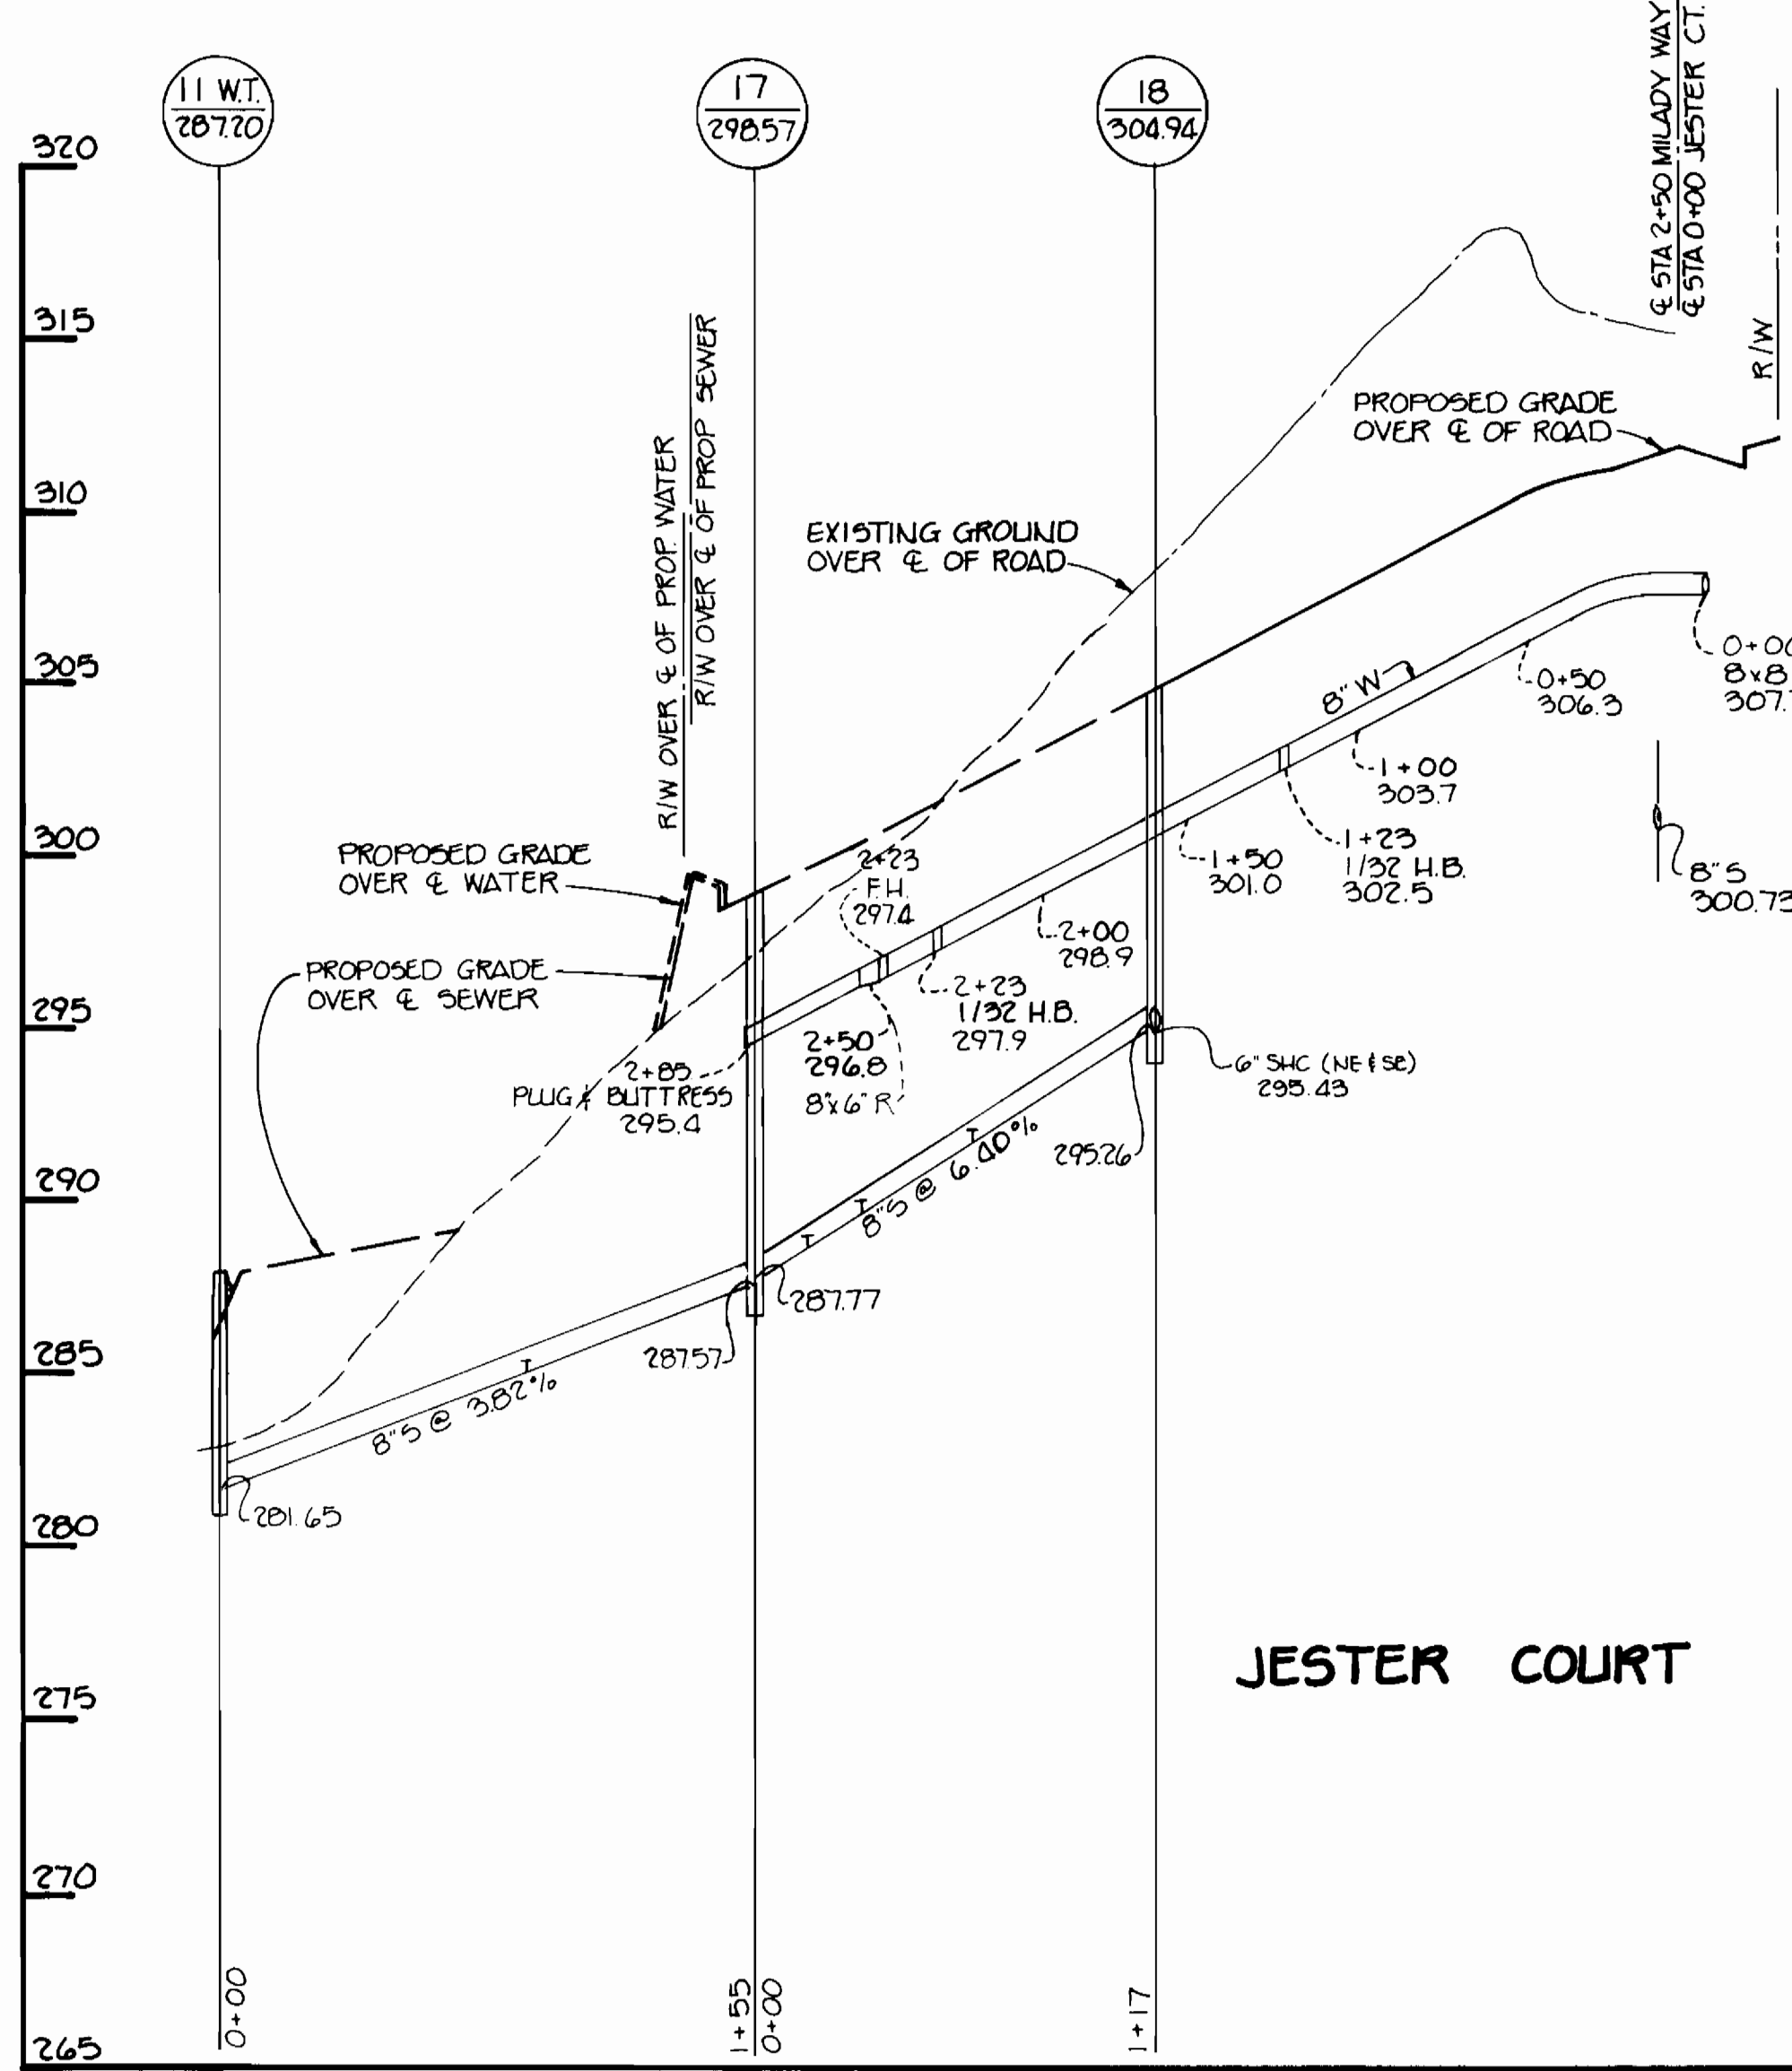 11 W.T.
287.20
17
298.57
18
304.94
℄ STA 2+50 MILADY WAY
℄ STA 0+00 JESTER CT.
R/W
320
315
310
305
300
295
290
285
280
275
270
265
R/W OVER ℄ OF PROP. WATER
R/W OVER ℄ OF PROP SEWER
PROPOSED GRADE
OVER ℄ OF ROAD
EXISTING GROUND
OVER ℄ OF ROAD
PROPOSED GRADE
OVER ℄ WATER
PROPOSED GRADE
OVER ℄ SEWER
8" W
0+00
8x8
307.
0+50
306.3
1+00
303.7
1+23
1/32 H.B.
302.5
1+50
301.0
2+00
298.9
2+23
F.H.
297.4
2+23
1/32 H.B.
297.9
2+50
296.8
8"x6" R
2+85
PLUG & BUTTRESS
295.4
8"S
300.73
6" SHC (NE & SE)
295.43
295.26
8"S @ 6.40%
287.77
287.57
8"S @ 3.82%
281.65
JESTER COURT
0+00
1+55
0+00
1+17